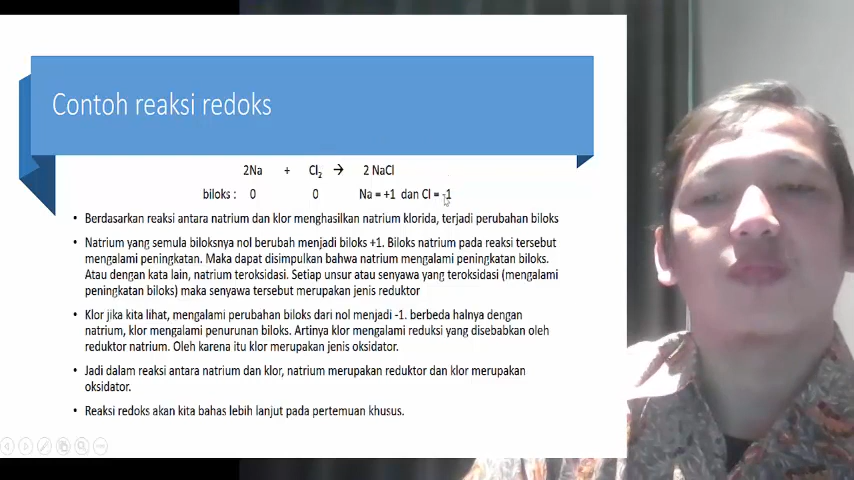 Contoh reaksi redoks
2Na + Cl₂ → 2 NaCl
biloks : 0 0 Na = +1 dan Cl = -1
• Berdasarkan reaksi antara natrium dan klor menghasilkan natrium klorida, terjadi perubahan biloks
• Natrium yang semula biloksnya nol berubah menjadi biloks +1. Biloks natrium pada reaksi tersebut
mengalami peningkatan. Maka dapat disimpulkan bahwa natrium mengalami peningkatan biloks.
Atau dengan kata lain, natrium teroksidasi. Setiap unsur atau senyawa yang teroksidasi (mengalami
peningkatan biloks) maka senyawa tersebut merupakan jenis reduktor
• Klor jika kita lihat, mengalami perubahan biloks dari nol menjadi -1. berbeda halnya dengan
natrium, klor mengalami penurunan biloks. Artinya klor mengalami reduksi yang disebabkan oleh
reduktor natrium. Oleh karena itu klor merupakan jenis oksidator.
• Jadi dalam reaksi antara natrium dan klor, natrium merupakan reduktor dan klor merupakan
oksidator.
• Reaksi redoks akan kita bahas lebih lanjut pada pertemuan khusus.